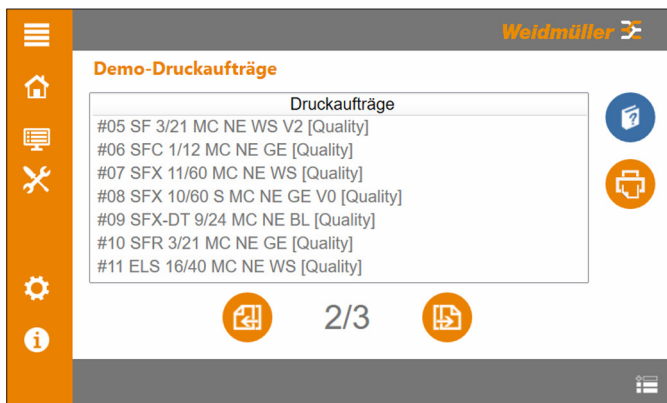 Weidmüller
Demo-Druckaufträge
Druckaufträge
#05 SF 3/21 MC NE WS V2 [Quality]
#06 SFC 1/12 MC NE GE [Quality]
#07 SFX 11/60 MC NE WS [Quality]
#08 SFX 10/60 S MC NE GE V0 [Quality]
#09 SFX-DT 9/24 MC NE BL [Quality]
#10 SFR 3/21 MC NE GE [Quality]
#11 ELS 16/40 MC NE WS [Quality]
2/3